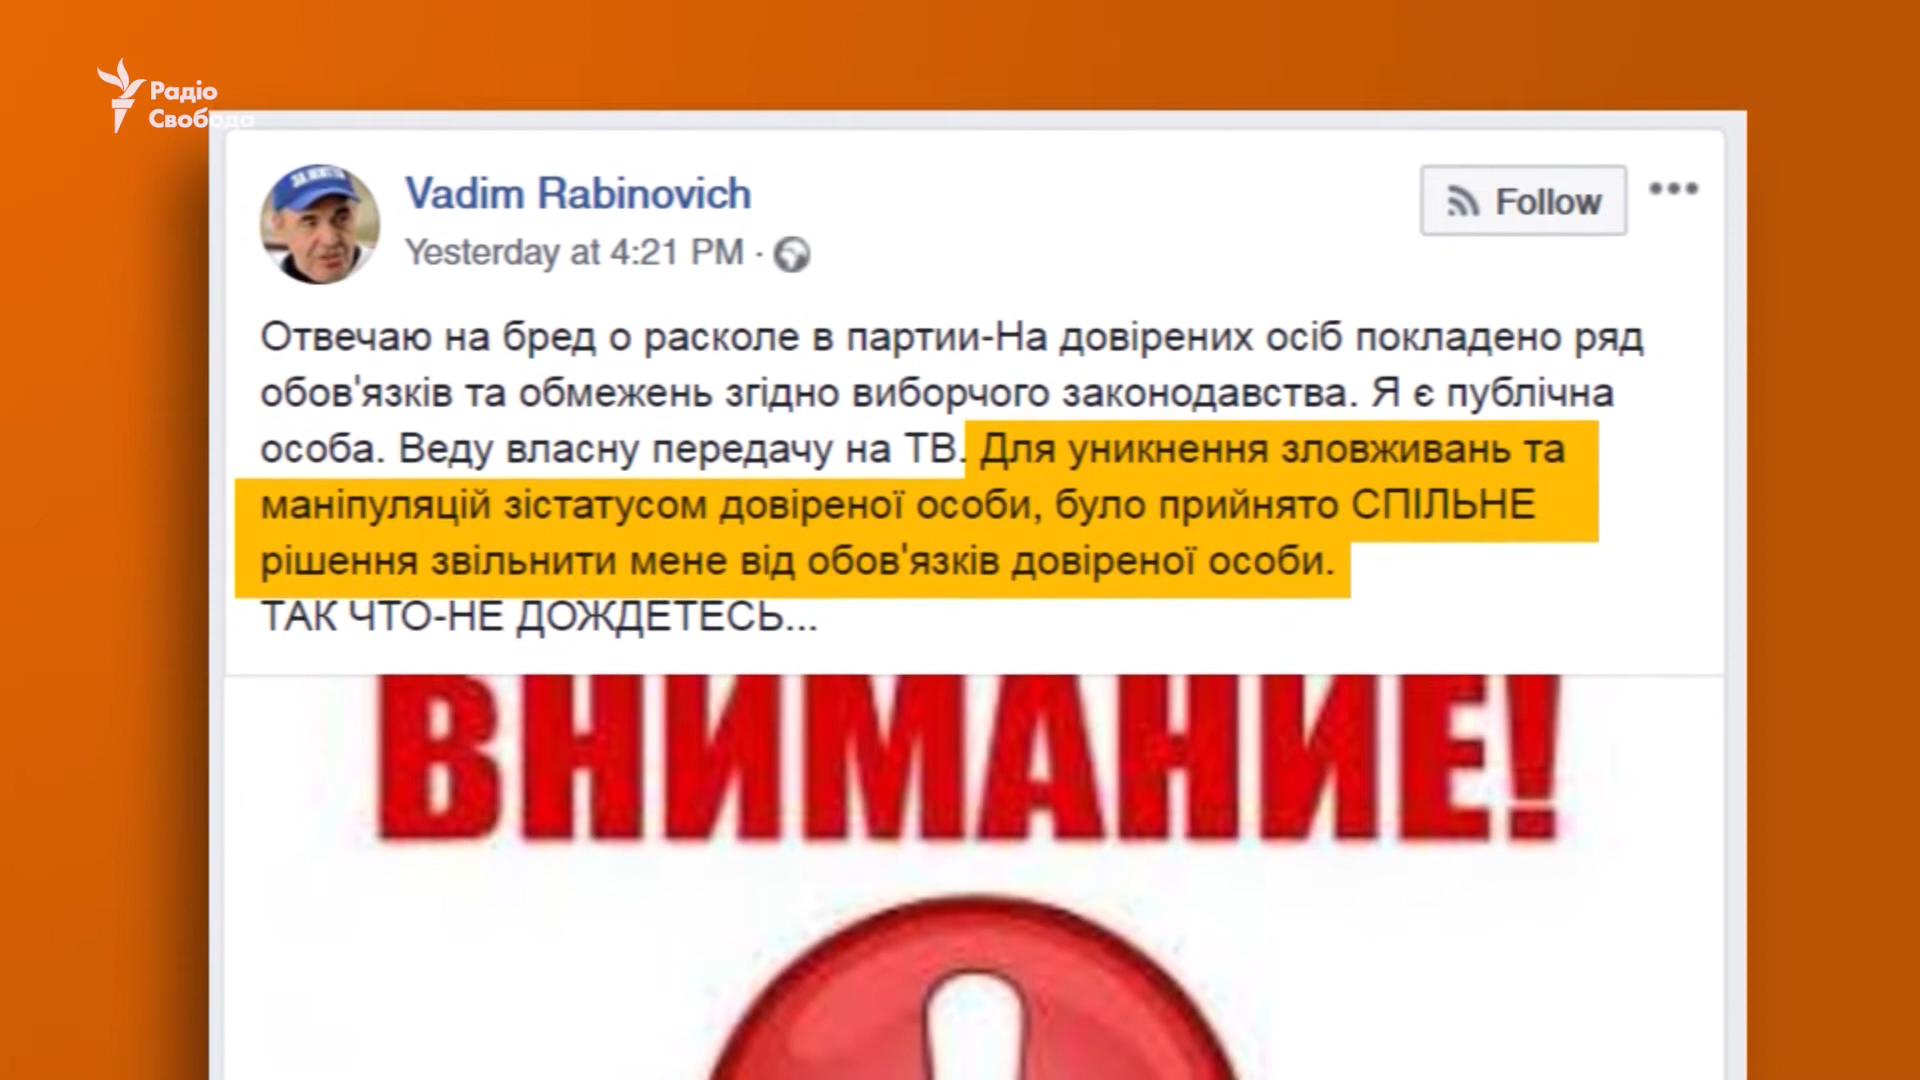 Радіо
Свобода
Vadim Rabinovich
Yesterday at 4:21 PM ·
Follow
Отвечаю на бред о расколе в партии-На довірених осіб покладено ряд
обов'язків та обмежень згідно виборчого законодавства. Я є публічна
особа. Веду власну передачу на ТВ. Для уникнення зловживань та
маніпуляцій зістатусом довіреної особи, було прийнято СПІЛЬНЕ
рішення звільнити мене від обов'язків довіреної особи.
ТАК ЧТО-НЕ ДОЖДЕТЕСЬ...
ВНИМАНИЕ!